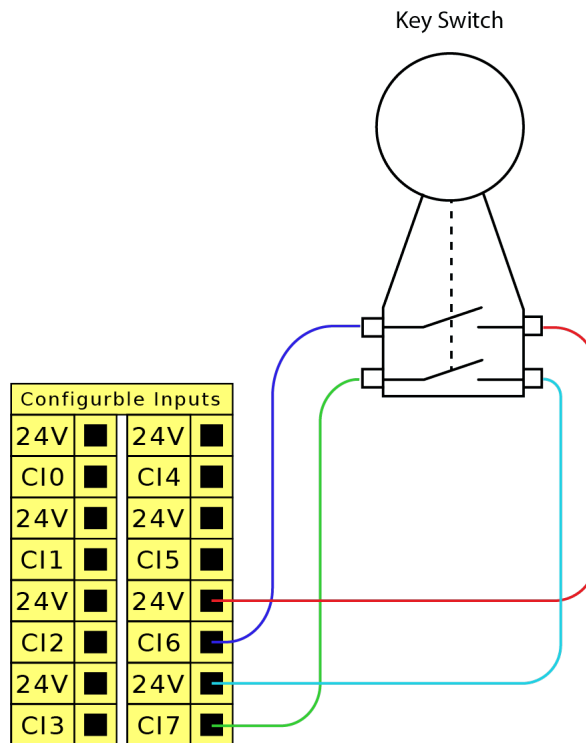 Key Switch
Configurble Inputs
24V 24V
CI0 CI4
24V 24V
CI1 CI5
24V 24V
CI2 CI6
24V 24V
CI3 CI7